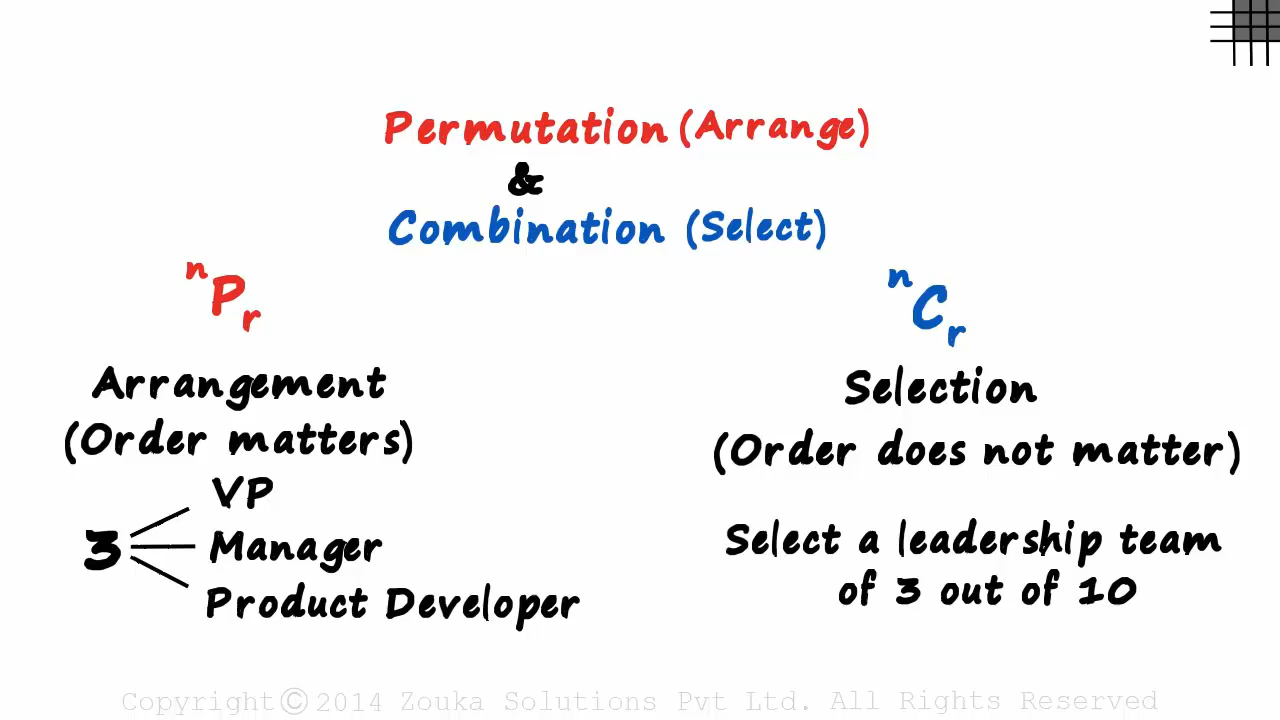 Permutation (Arrange)
&
Combination (Select)
nPr
Arrangement
(Order matters)
3
VP
Manager
Product Developer
nCr
Selection
(Order does not matter)
Select a leadership team
of 3 out of 10
Copyright© 2014 Zouka Solutions Pvt Ltd. All Rights Reserved